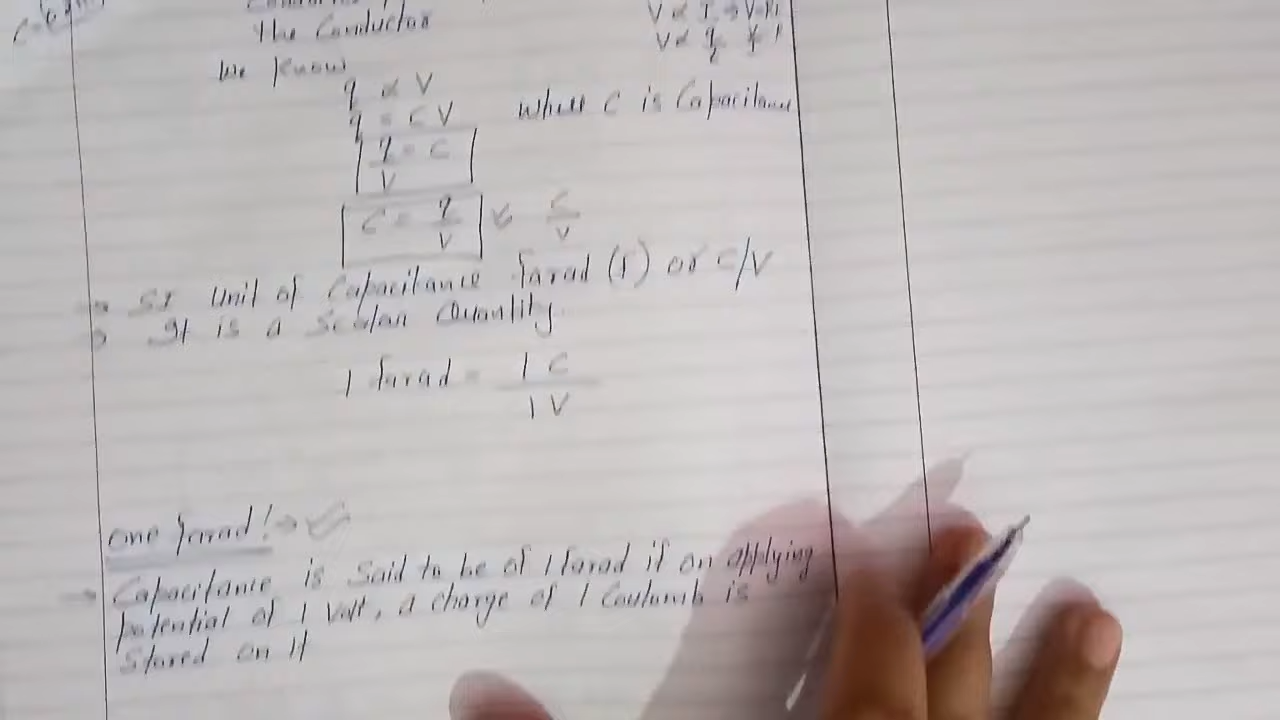 the Conductor
We know
q ∝ V
q = CV where C is Capacitance
q/V = C
C = q/V C/V
→ SI Unit of Capacitance farad (F) or C/V
→ It is a Scalar Quantity.
1 farad = 1 C / 1 V
One farad! →
→ Capacitance is said to be of 1 farad if on applying
potential of 1 Volt, a charge of 1 Coulomb is
stored on it